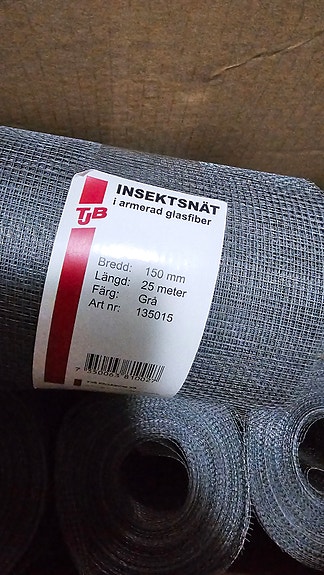 INSEKTSNÄT
i armerad glasfiber
TJB
Bredd: 150 mm
Längd: 25 meter
Färg: Grå
Art nr: 135015